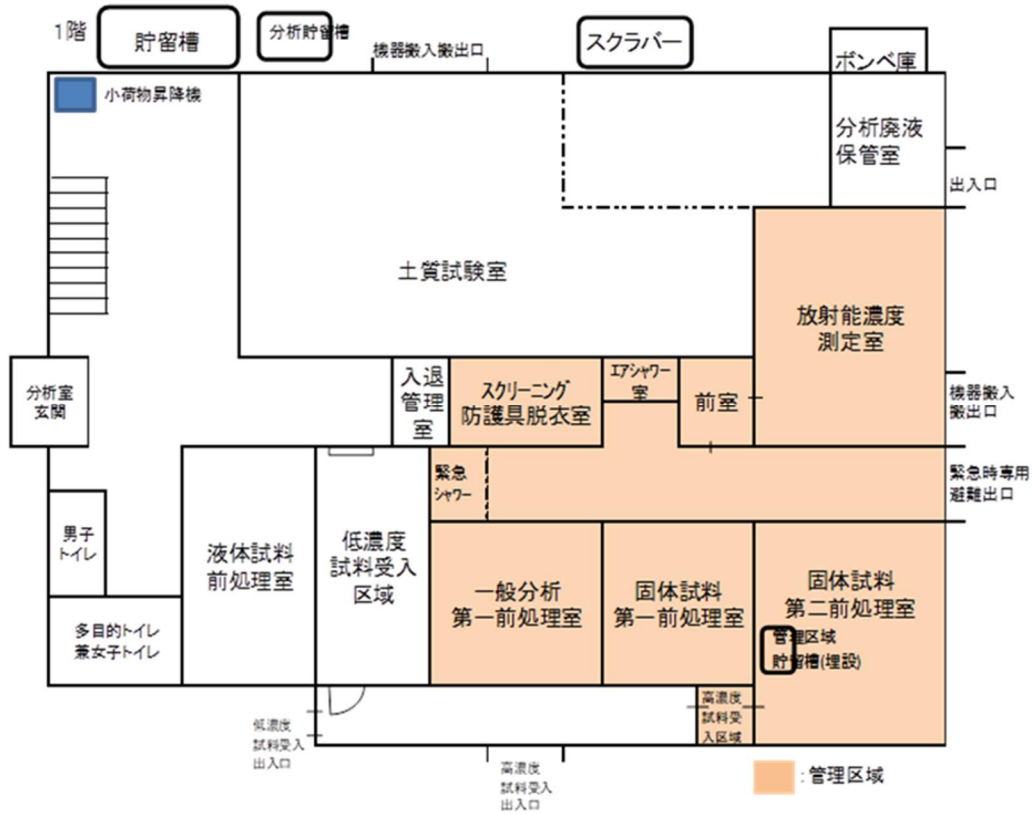 1階
貯留槽
分析貯留槽
機器搬入搬出口
スクラバー
ボンベ庫
小荷物昇降機
分析廃液
保管室
出入口
土質試験室
放射能濃度
測定室
分析室
玄関
入退
管理
室
スクリーニング
防護具脱衣室
エアシャワー
室
前室
機器搬入
搬出口
緊急
シャワー
緊急時専用
避難出口
男子
トイレ
液体試料
前処理室
低濃度
試料受入
区域
一般分析
第一前処理室
固体試料
第一前処理室
固体試料
第二前処理室
管理区域
貯留槽(埋設)
多目的トイレ
兼女子トイレ
低濃度
試料受入
出入口
高濃度
試料受
入区域
高濃度
試料受入
出入口
:管理区域